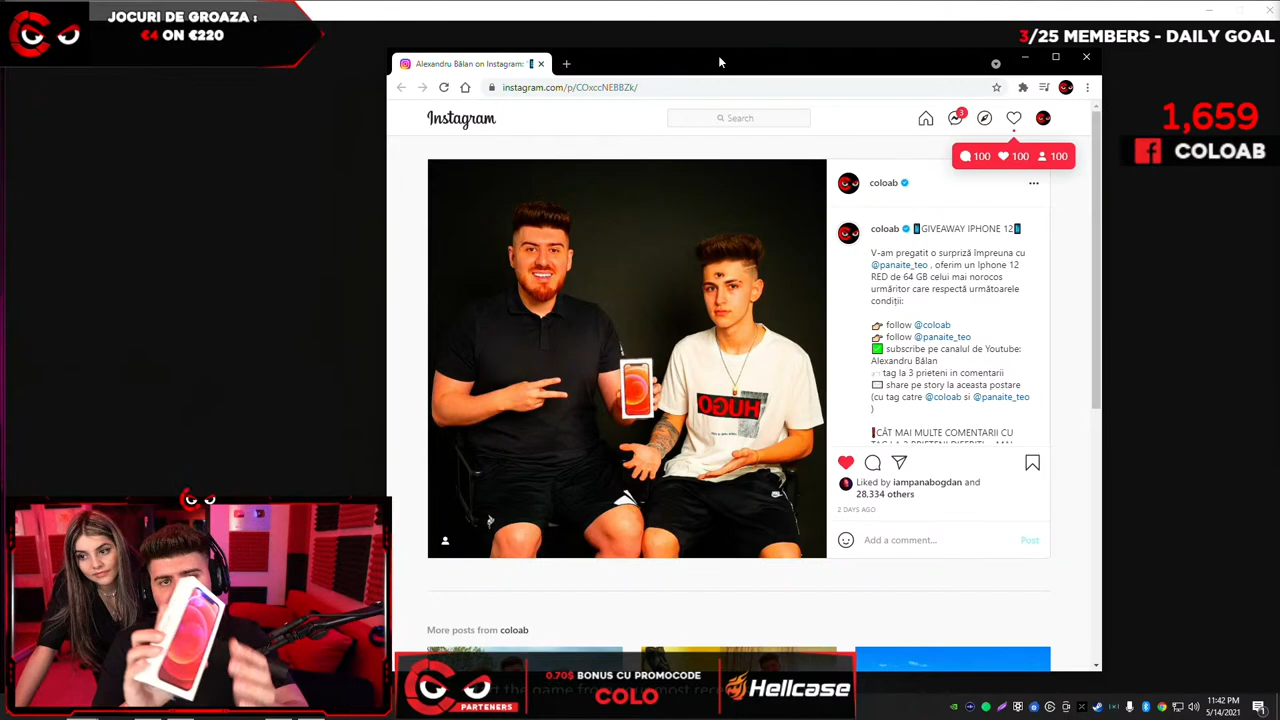 JOCURI DE GROAZA :
€4 ON €220
3/25 MEMBERS - DAILY GOAL
1,659
COLOAB
Alexandru Bălan on Instagram: "
instagram.com/p/COxccNEBBZk/
Instagram
Search
3
100 100 100
coloab
coloab GIVEAWAY IPHONE 12
V-am pregatit o surpriză împreuna cu
@panaite_teo , oferim un Iphone 12
RED de 64 GB celui mai norocos
urmăritor care respectă următoarele
condiții:
follow @coloab
follow @panaite_teo
subscribe pe canalul de Youtube:
Alexandru Bălan
tag la 3 prieteni in comentarii
share pe story la aceasta postare
(cu tag catre @coloab si @panaite_teo
)
CÂT MAI MULTE COMENTARII CU
HUGO
Liked by iampanabogdan and
28,334 others
2 DAYS AGO
Add a comment...
Post
More posts from coloab
PARTENERS
0.70$ BONUS CU PROMOCODE
COLO
Hellcase
11:42 PM
5/14/2021